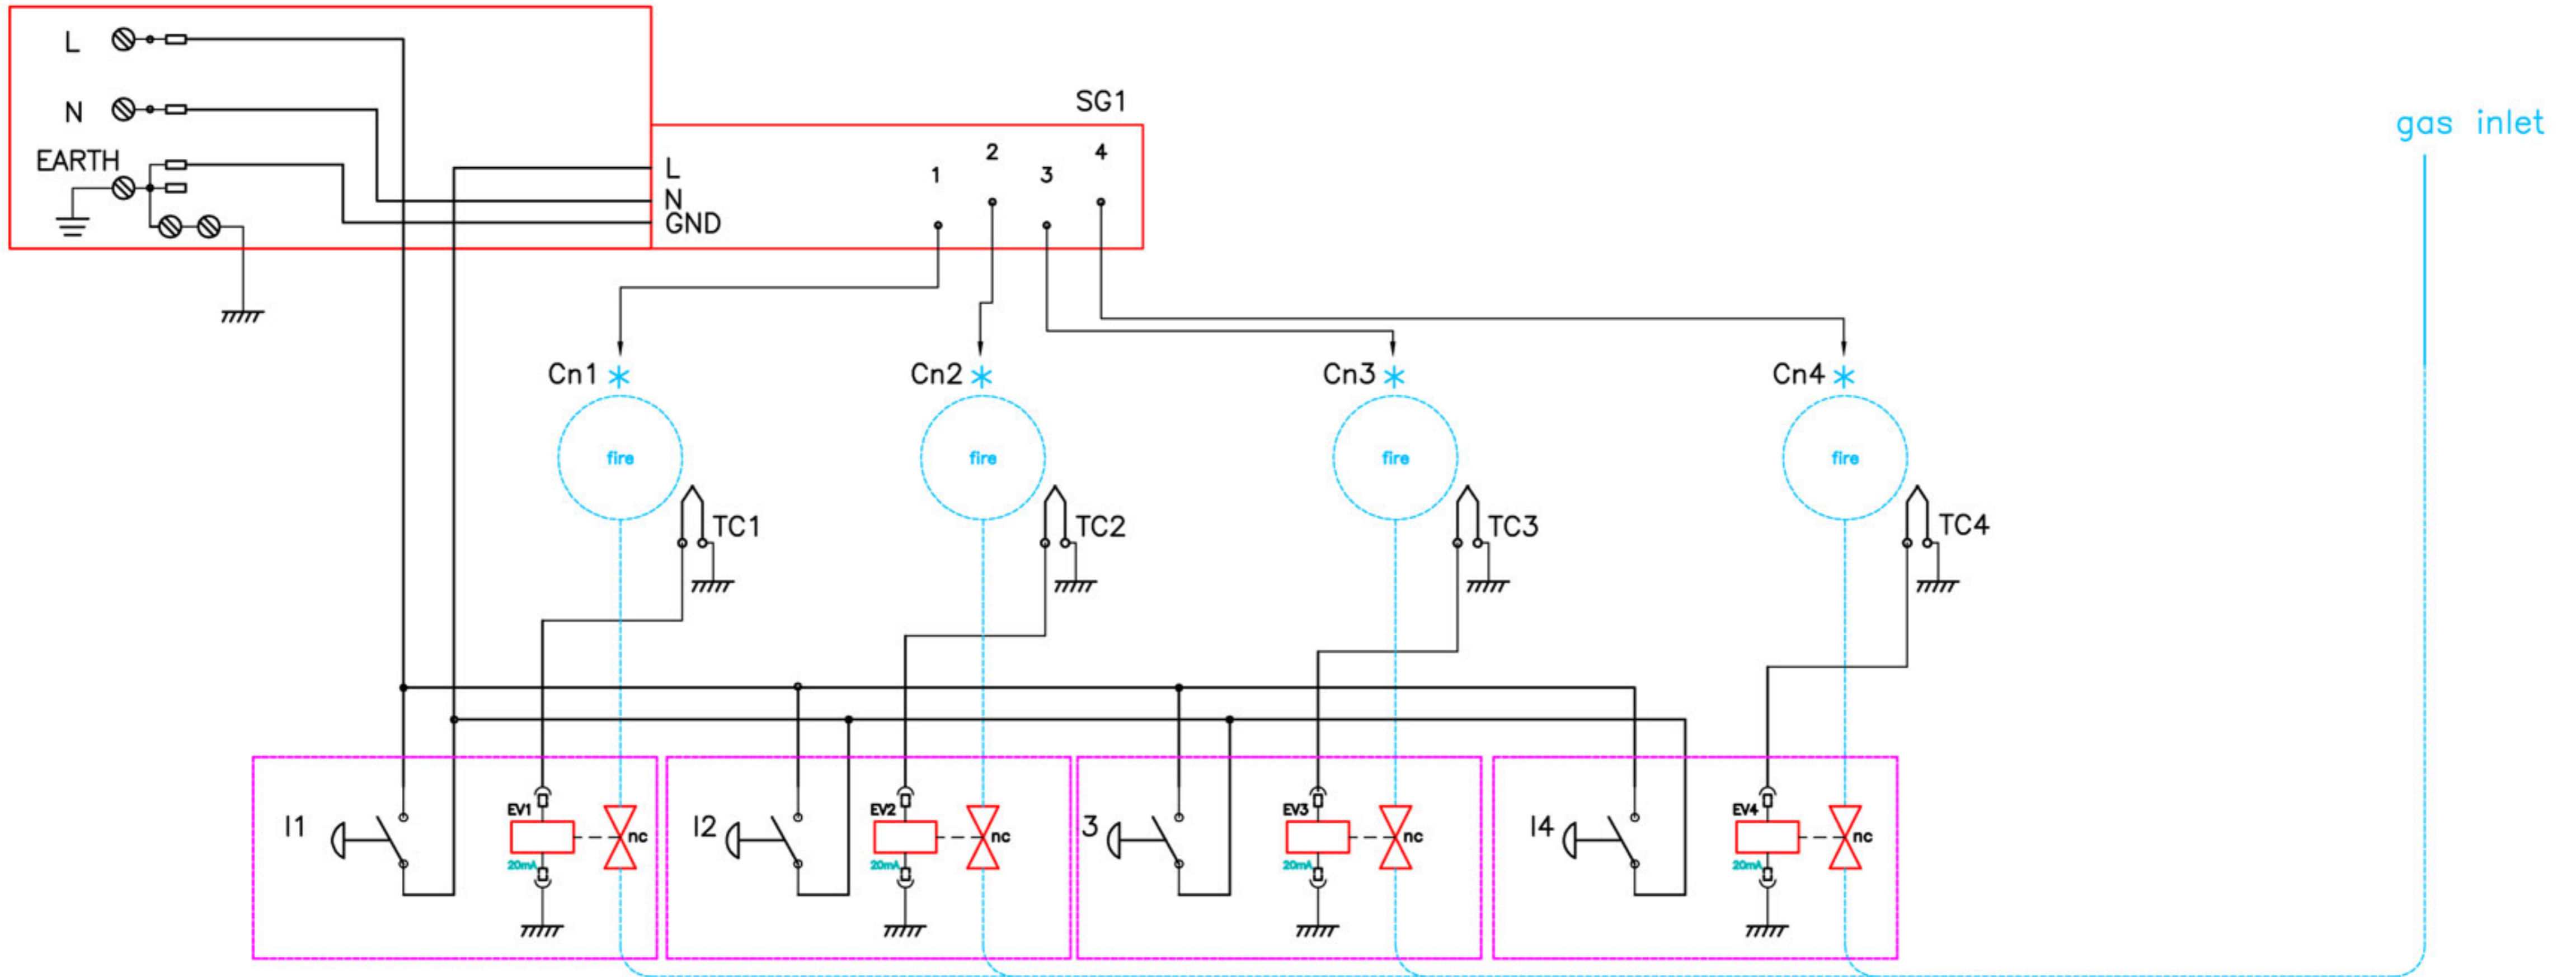 L
N
EARTH
SG1
L
N
GND
1
2
3
4
gas inlet
Cn1
Cn2
Cn3
Cn4
fire
fire
fire
fire
TC1
TC2
TC3
TC4
I1
EV1
20mA
nc
I2
EV2
20mA
nc
3
EV3
20mA
nc
I4
EV4
20mA
nc